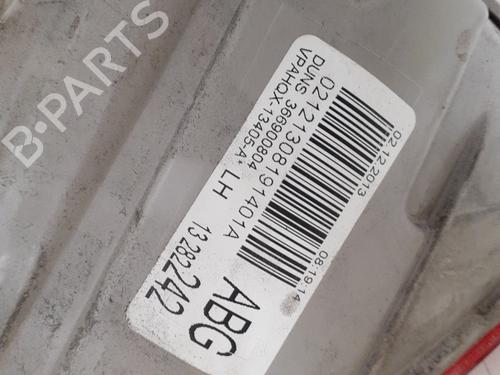 B-PARTS
02.12.2013
08:19:14
02121308191401A
DUNS 366900804
VPAHQX-13405-A* LH
ABG
13282242